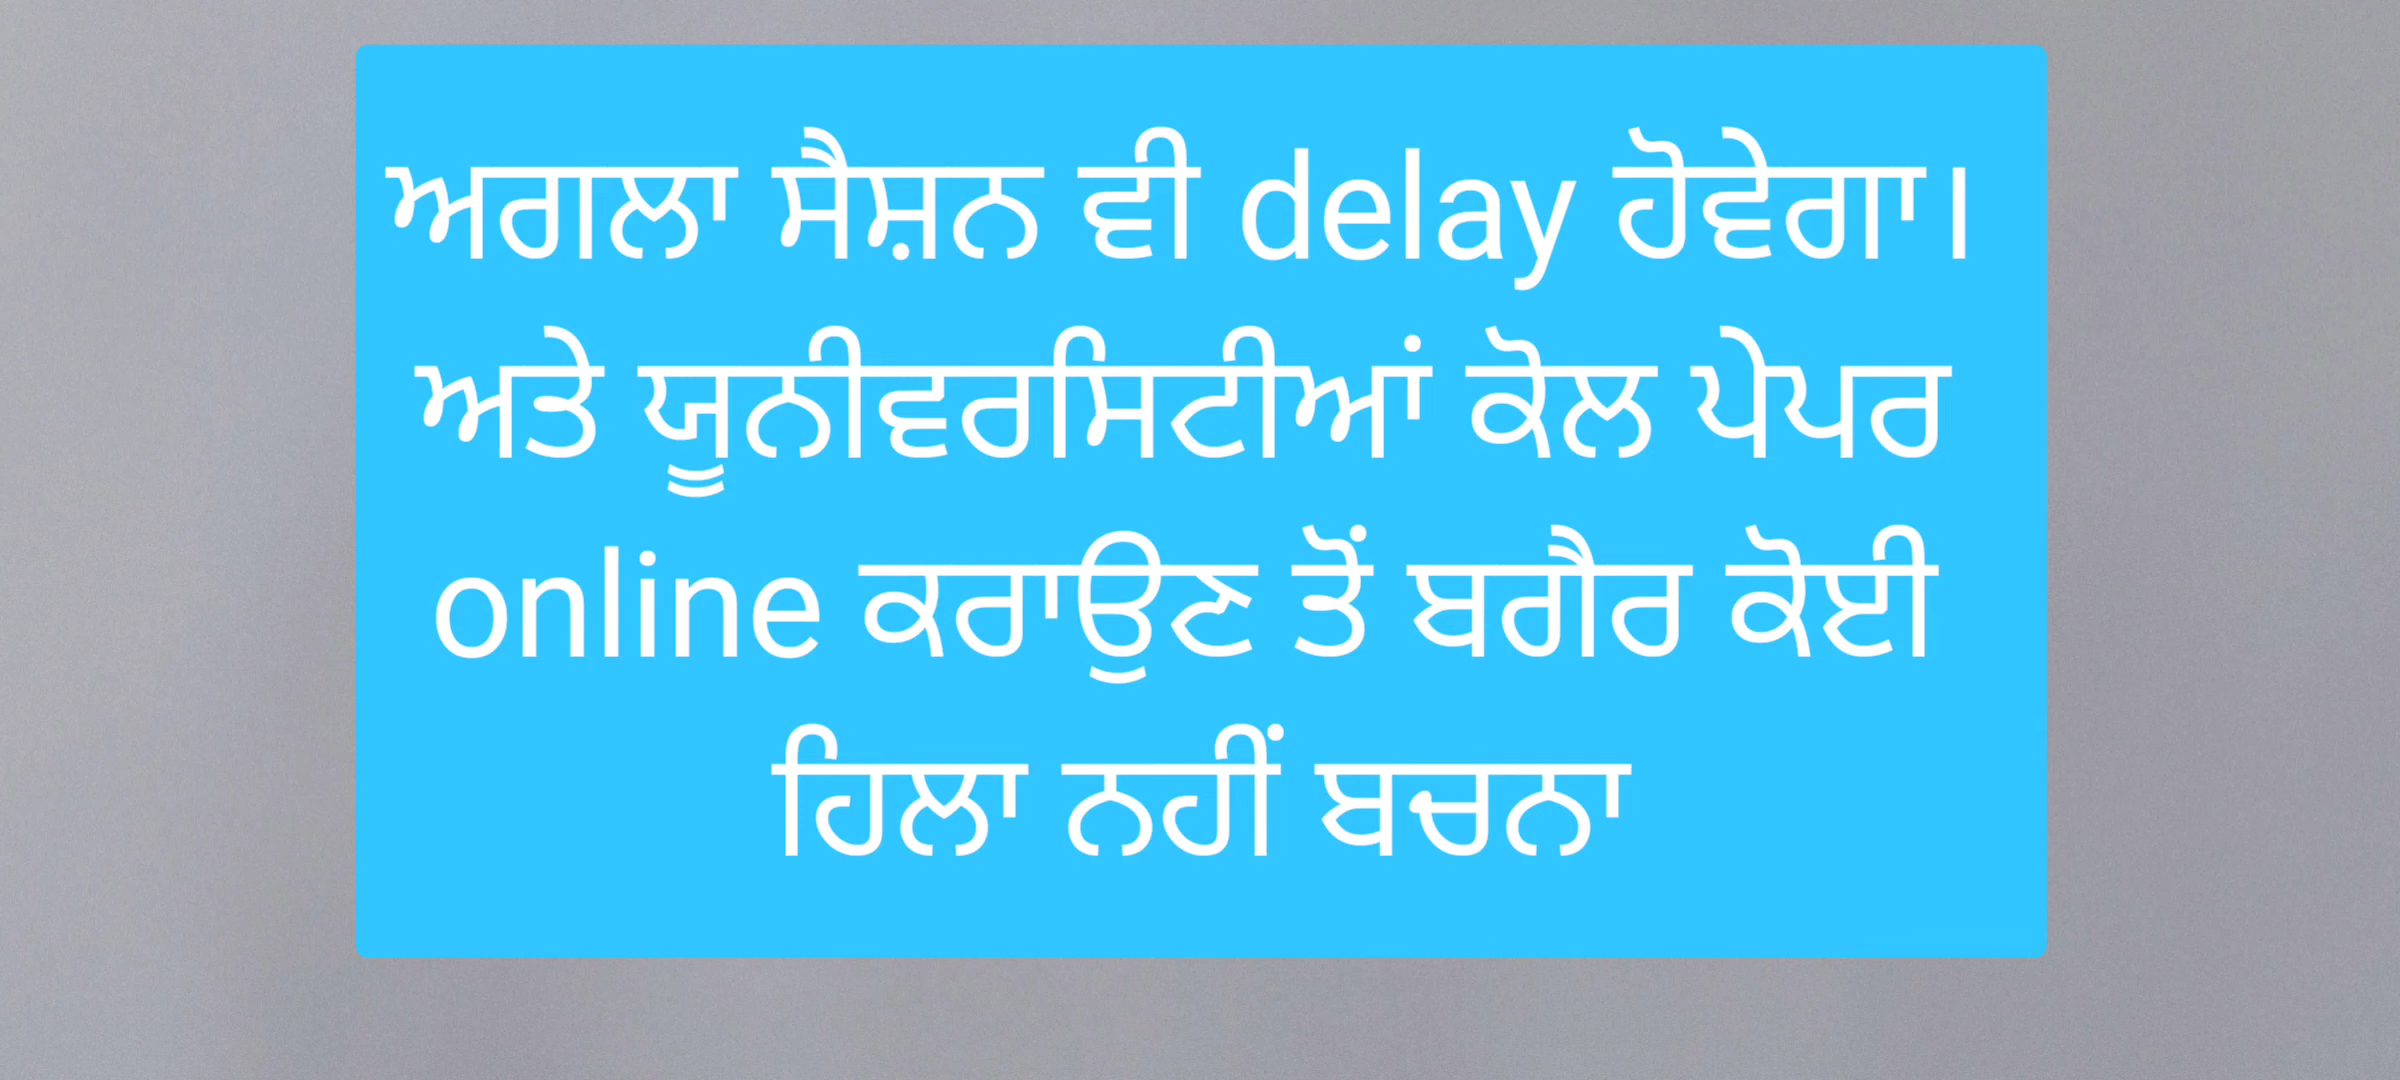 ਅਗਲਾ ਸੈਸ਼ਨ ਵੀ delay ਹੋਵੇਗਾ।
ਅਤੇ ਯੂਨੀਵਰਸਿਟੀਆਂ ਕੋਲ ਪੇਪਰ
online ਕਰਾਉਣ ਤੋਂ ਬਗੈਰ ਕੋਈ
ਹਿਲਾ ਨਹੀਂ ਬਚਨਾ